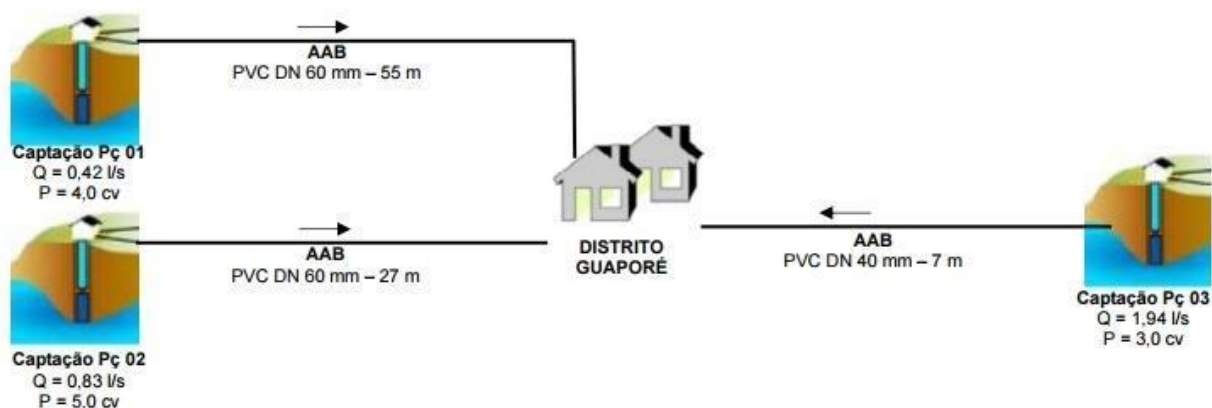 AAB
PVC DN 60 mm – 55 m
Captação Pç 01
Q = 0,42 l/s
P = 4,0 cv
AAB
PVC DN 60 mm – 27 m
Captação Pç 02
Q = 0,83 l/s
P = 5,0 cv
DISTRITO
GUAPORÉ
AAB
PVC DN 40 mm – 7 m
Captação Pç 03
Q = 1,94 l/s
P = 3,0 cv